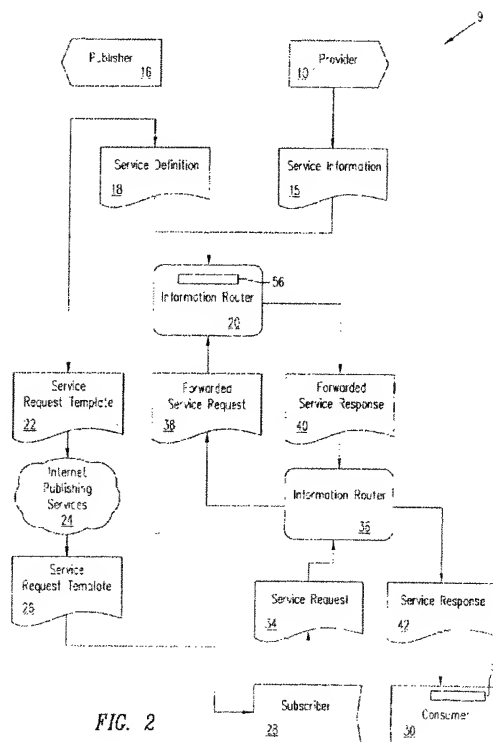 9
Publisher
16
Provider
10
Service Definition
18
Service Information
15
56
Information Router
20
Service
Request Template
22
Forwarded
Service Request
38
Forwarded
Service Response
40
Internet
Publishing
Services
24
Information Router
36
Service
Request Template
26
Service Request
34
Service Response
42
FIG. 2
Subscriber
28
Consumer
30